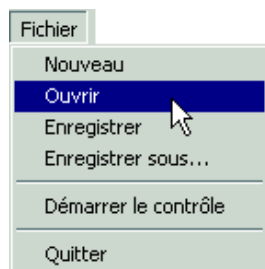 Fichier
Nouveau
Ouvrir
Enregistrer
Enregistrer sous...
Démarrer le contrôle
Quitter